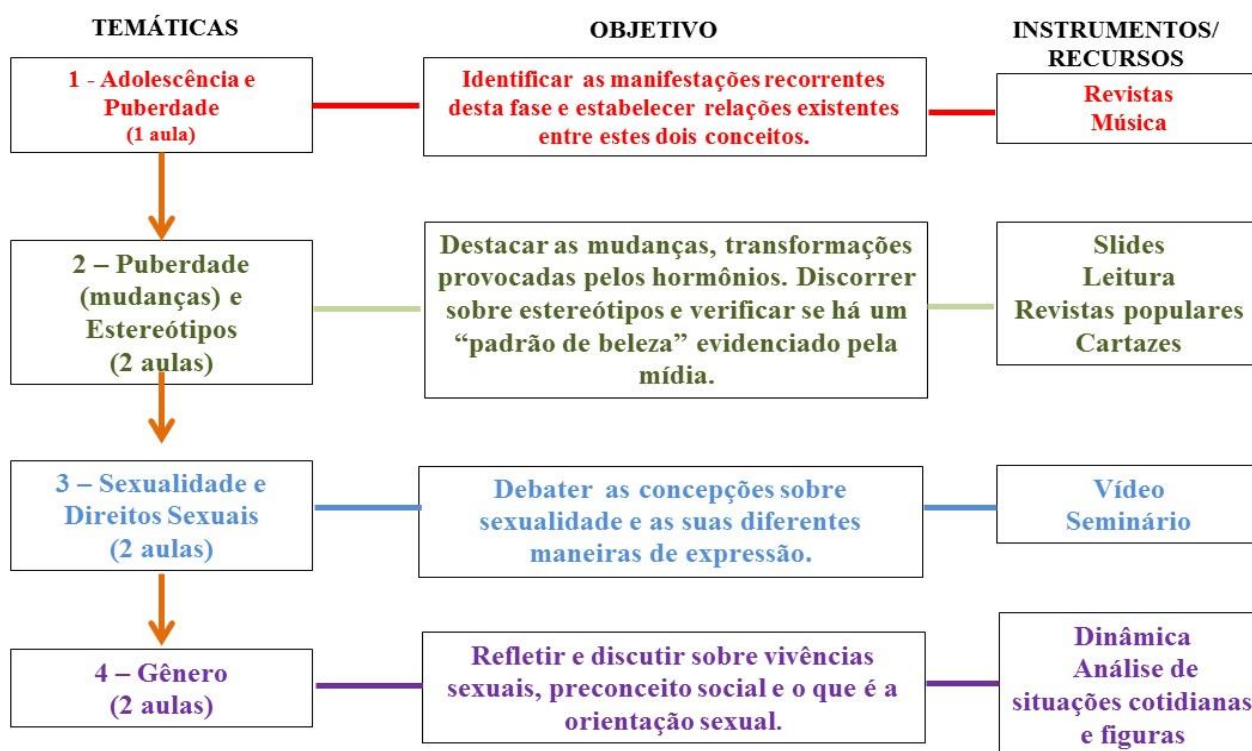 TEMÁTICAS
OBJETIVO
INSTRUMENTOS/
RECURSOS
1 - Adolescência e
Puberdade
(1 aula)
Identificar as manifestações recorrentes
desta fase e estabelecer relações existentes
entre estes dois conceitos.
Revistas
Música
2 – Puberdade
(mudanças) e
Estereótipos
(2 aulas)
Destacar as mudanças, transformações
provocadas pelos hormônios. Discorrer
sobre estereótipos e verificar se há um
“padrão de beleza” evidenciado pela
mídia.
Slides
Leitura
Revistas populares
Cartazes
3 – Sexualidade e
Direitos Sexuais
(2 aulas)
Debater as concepções sobre
sexualidade e as suas diferentes
maneiras de expressão.
Vídeo
Seminário
4 – Gênero
(2 aulas)
Refletir e discutir sobre vivências
sexuais, preconceito social e o que é a
orientação sexual.
Dinâmica
Análise de
situações cotidianas
e figuras